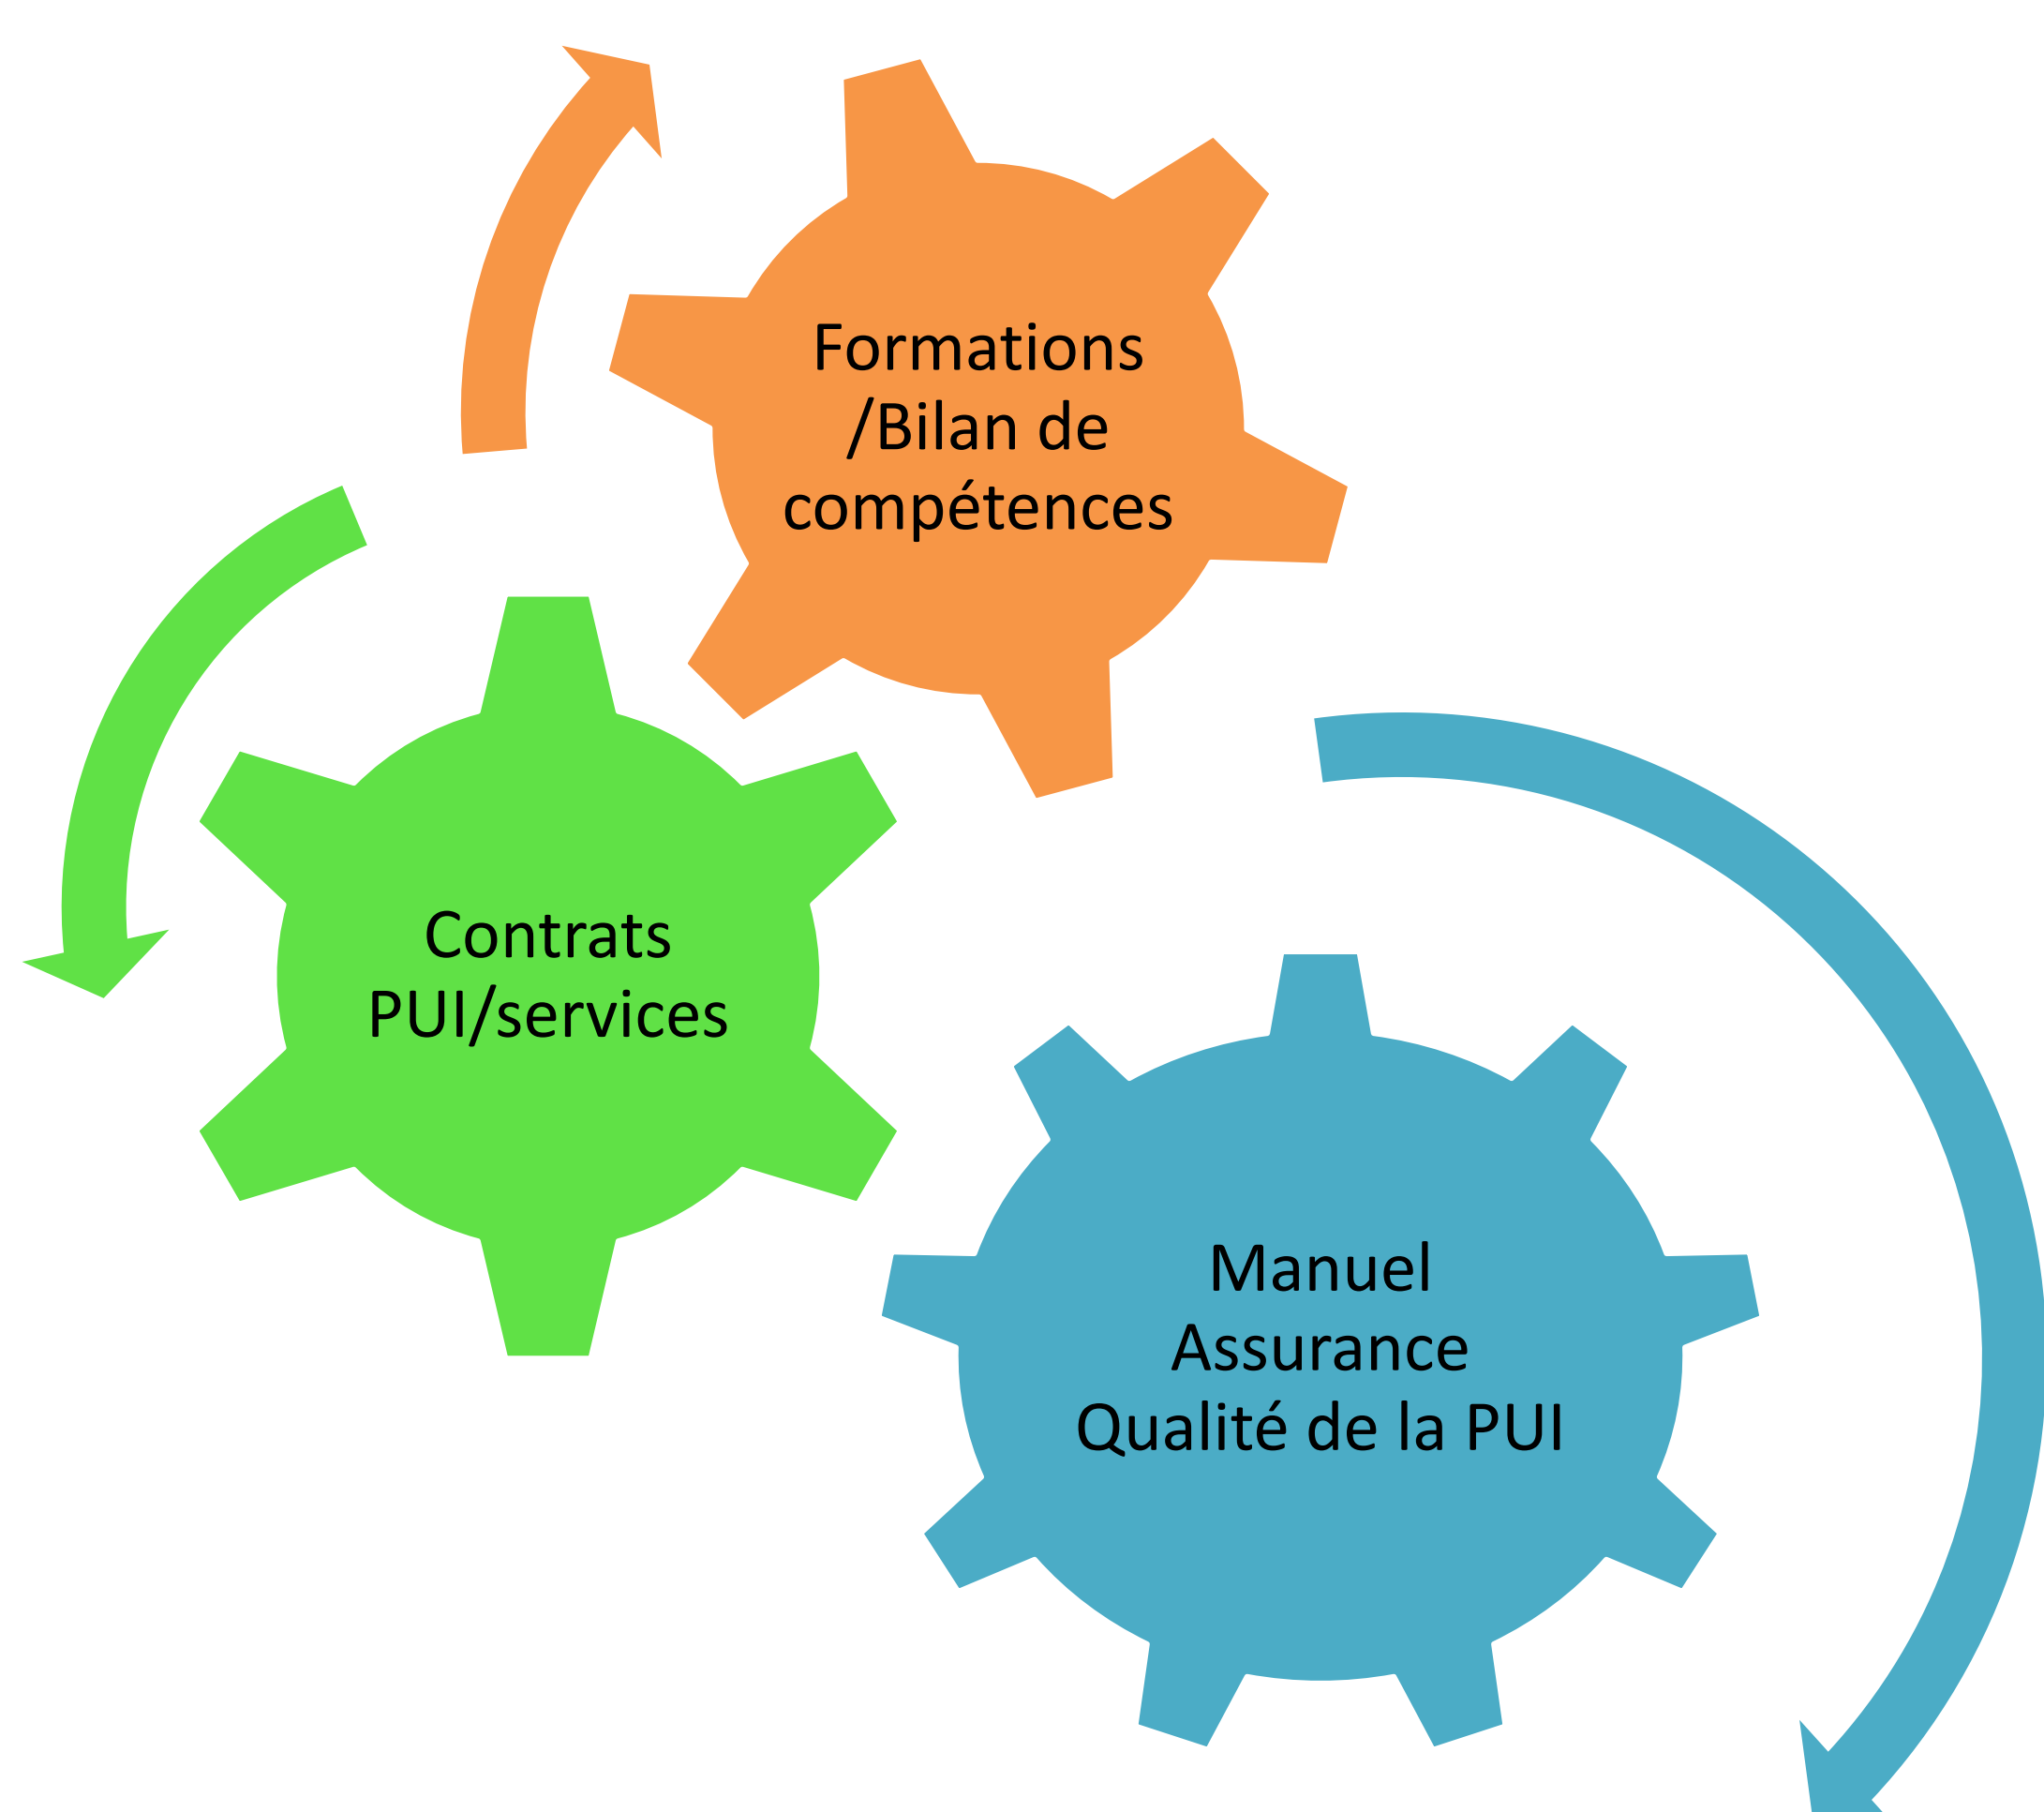 Formations
/Bilan de
compétences
Contrats
PUI/services
Manuel
Assurance
Qualité de la PUI